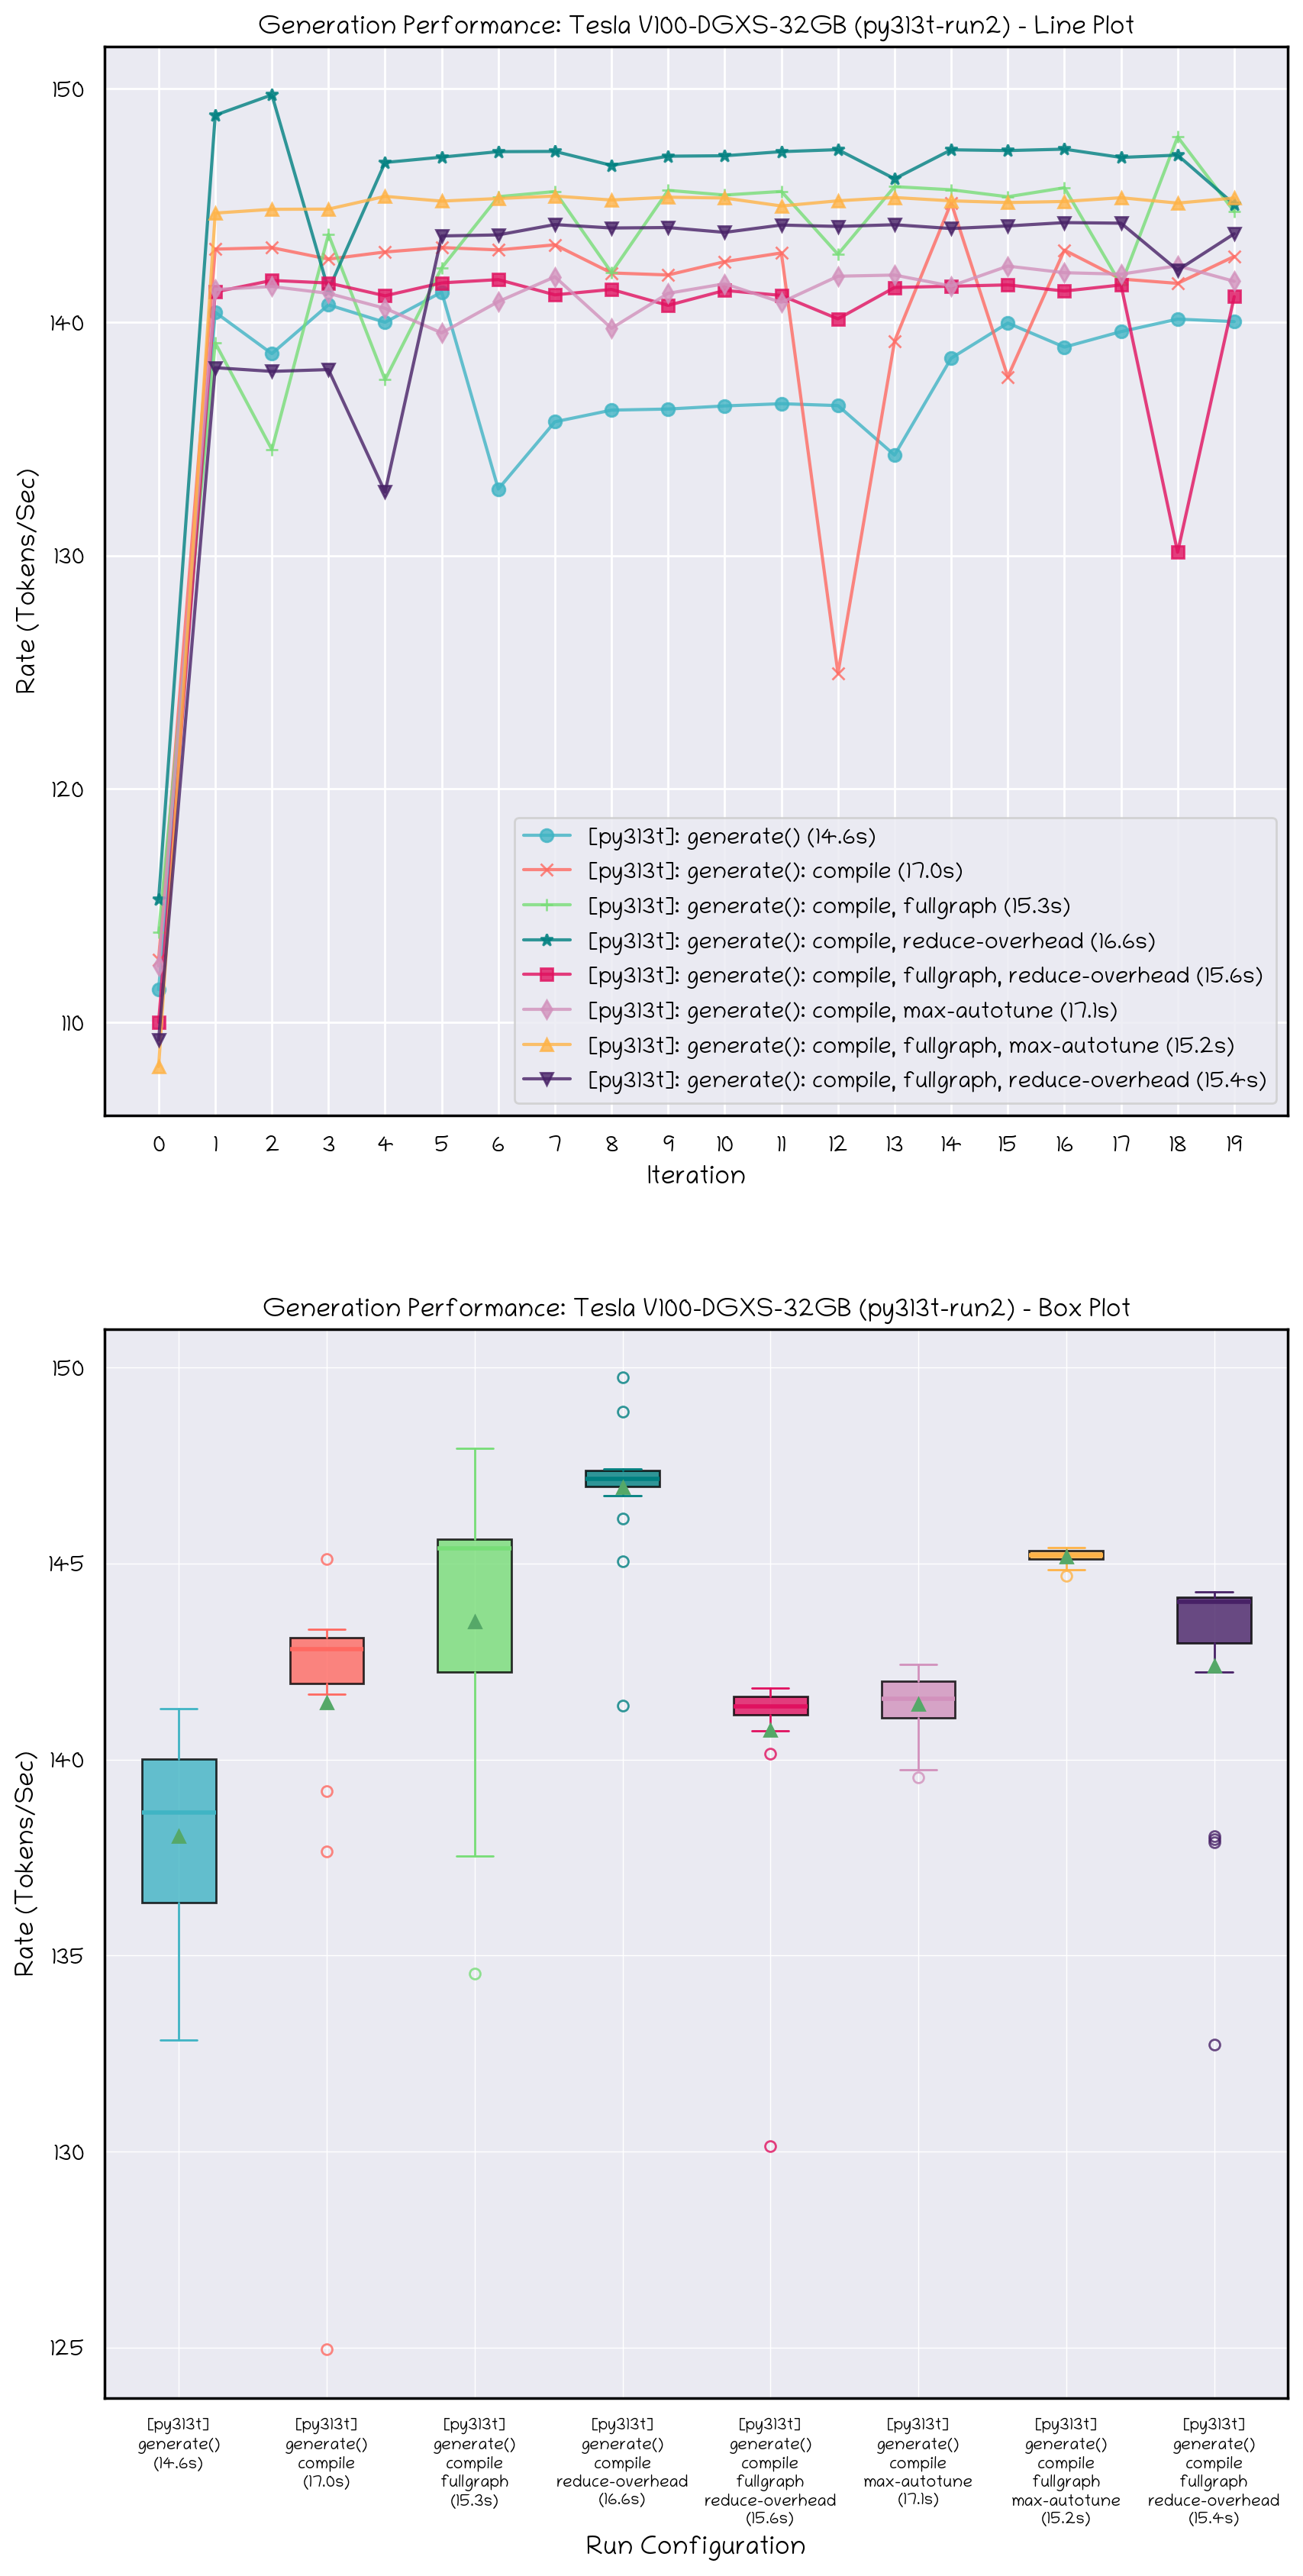 Generation Performance: Tesla V100-DGXS-32GB (py313t-run2) - Line Plot
150
140
130
120
110
Rate (Tokens/Sec)
[py313t]: generate() (14.6s)
[py313t]: generate(): compile (17.0s)
[py313t]: generate(): compile, fullgraph (15.3s)
[py313t]: generate(): compile, reduce-overhead (16.6s)
[py313t]: generate(): compile, fullgraph, reduce-overhead (15.6s)
[py313t]: generate(): compile, max-autotune (17.1s)
[py313t]: generate(): compile, fullgraph, max-autotune (15.2s)
[py313t]: generate(): compile, fullgraph, reduce-overhead (15.4s)
0 1 2 3 4 5 6 7 8 9 10 11 12 13 14 15 16 17 18 19
Iteration
Generation Performance: Tesla V100-DGXS-32GB (py313t-run2) - Box Plot
150
145
140
135
130
125
Rate (Tokens/Sec)
[py313t]
generate()
(14.6s)
[py313t]
generate()
compile
(17.0s)
[py313t]
generate()
compile
fullgraph
(15.3s)
[py313t]
generate()
compile
reduce-overhead
(16.6s)
[py313t]
generate()
compile
fullgraph
reduce-overhead
(15.6s)
[py313t]
generate()
compile
max-autotune
(17.1s)
[py313t]
generate()
compile
fullgraph
max-autotune
(15.2s)
[py313t]
generate()
compile
fullgraph
reduce-overhead
(15.4s)
Run Configuration